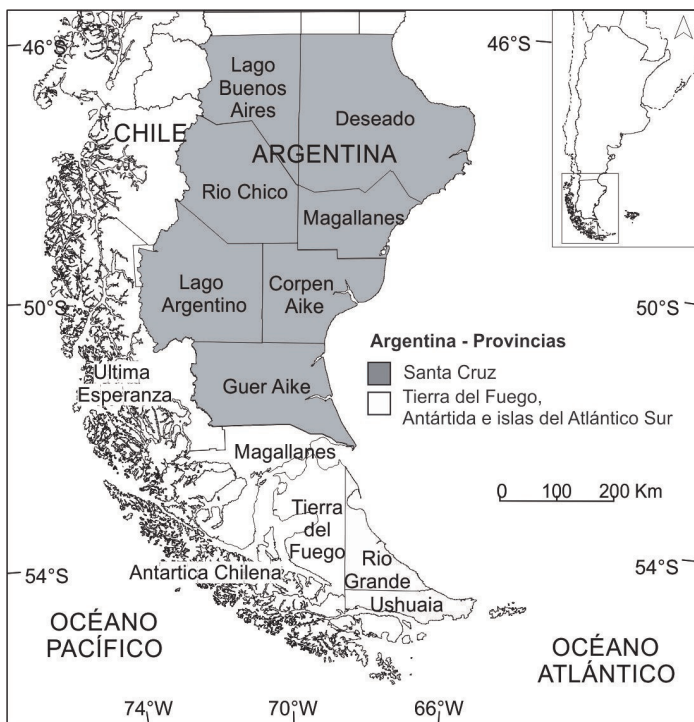 46°S
46°S
Lago
Buenos
Aires
Deseado
CHILE
ARGENTINA
Rio Chico
Magallanes
Lago
Argentino
Corpen
Aike
50°S
50°S
Argentina - Provincias
Santa Cruz
Tierra del Fuego,
Antártida e islas del Atlántico Sur
Ultima
Esperanza
Guer Aike
Magallanes
0 100 200 Km
Tierra
del
Fuego
Rio
Grande
54°S
54°S
Antartica Chilena
Ushuaia
OCÉANO
PACÍFICO
OCÉANO
ATLÁNTICO
74°W
70°W
66°W